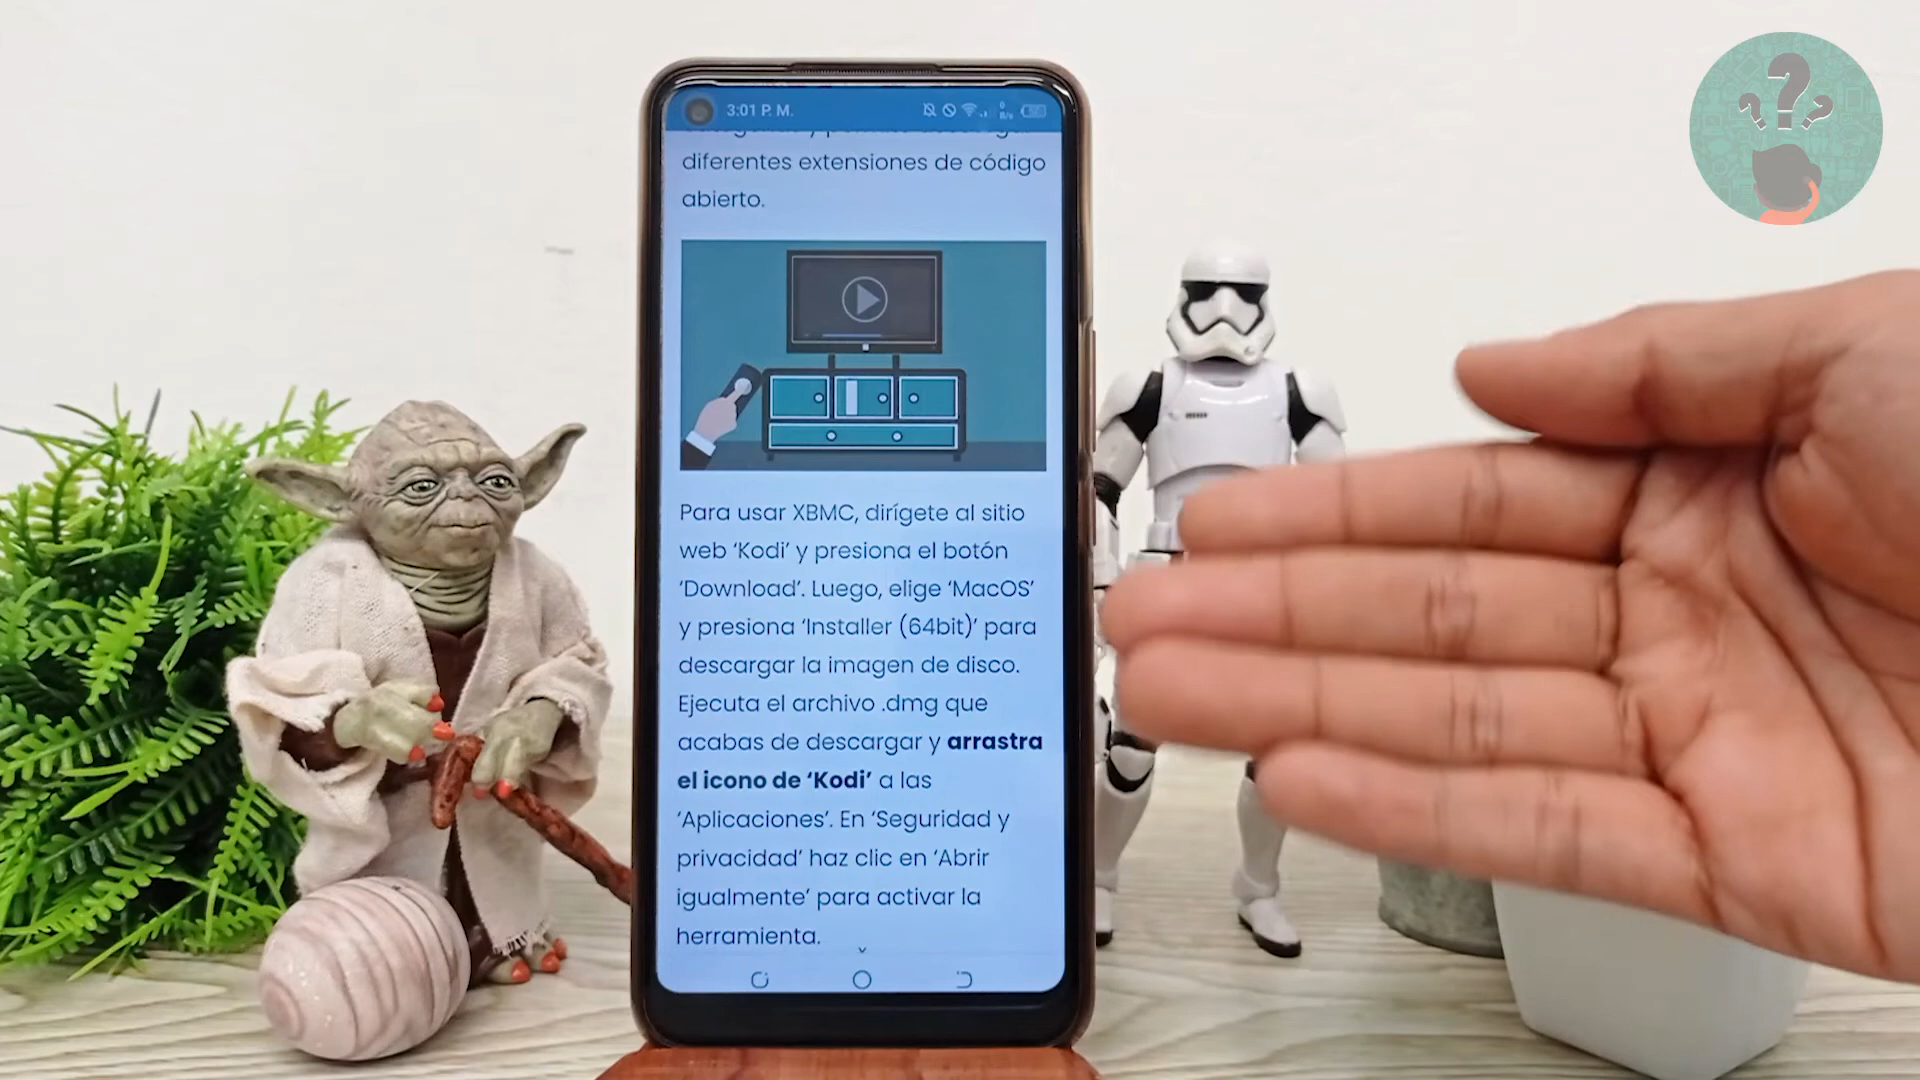 3:01 P. M.
diferentes extensiones de código
abierto.
Para usar XBMC, dirígete al sitio
web ‘Kodi’ y presiona el botón
‘Download’. Luego, elige ‘MacOS’
y presiona ‘Installer (64bit)’ para
descargar la imagen de disco.
Ejecuta el archivo .dmg que
acabas de descargar y arrastra
el icono de ‘Kodi’ a las
‘Aplicaciones’. En ‘Seguridad y
privacidad’ haz clic en ‘Abrir
igualmente’ para activar la
herramienta.